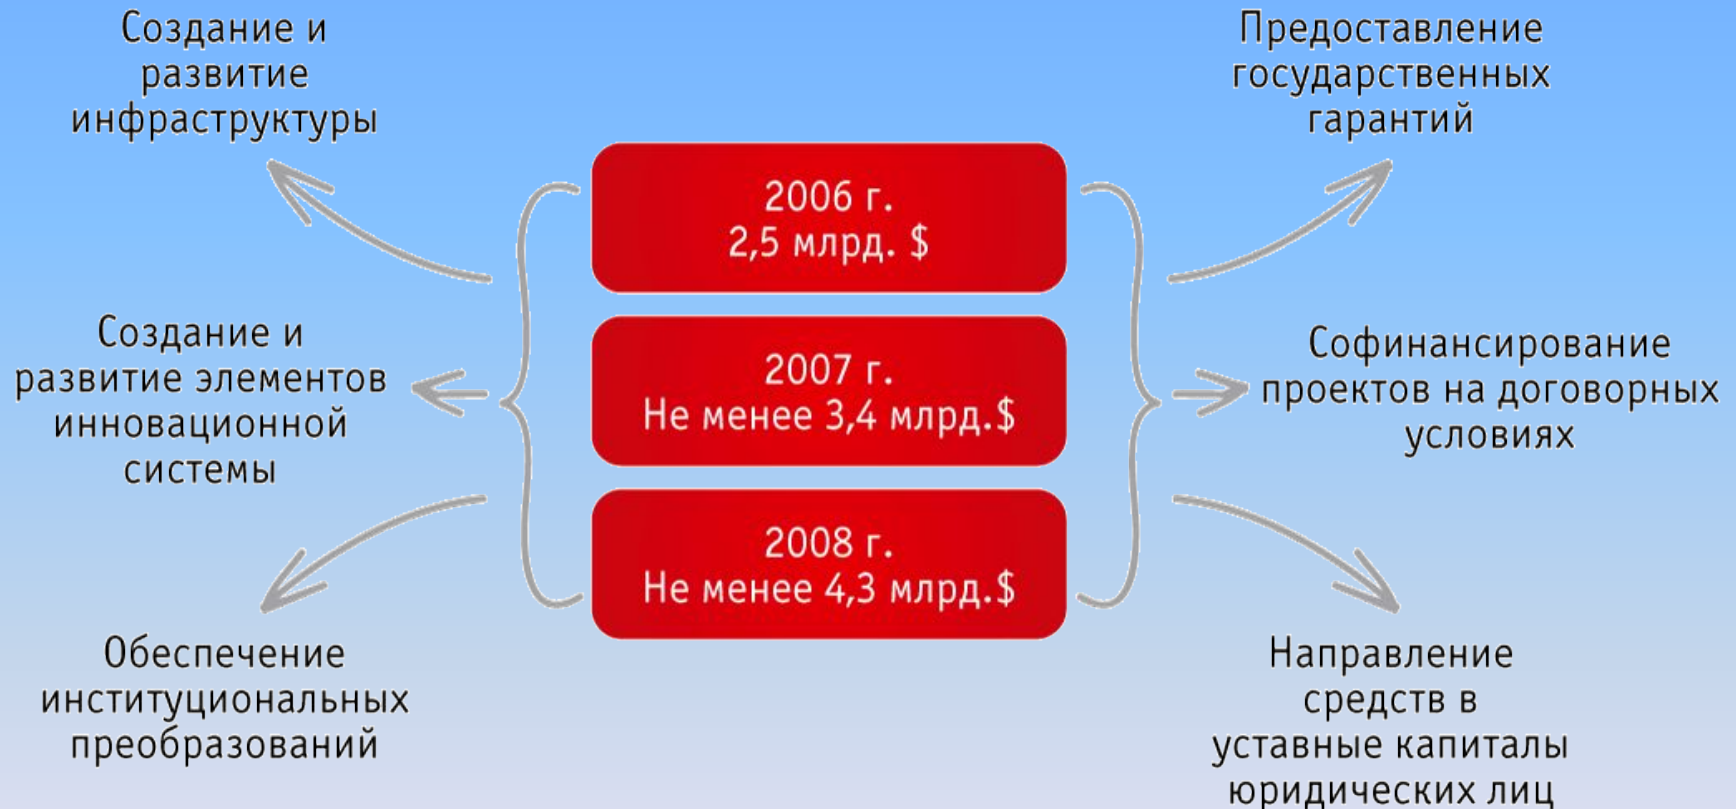 Создание и
развитие
инфраструктуры
Создание и
развитие элементов
инновационной
системы
Обеспечение
институциональных
преобразований
2006 г.
2,5 млрд. $
2007 г.
Не менее 3,4 млрд.$
2008 г.
Не менее 4,3 млрд.$
Предоставление
государственных
гарантий
Софинансирование
проектов на договорных
условиях
Направление
средств в
уставные капиталы
юридических лиц